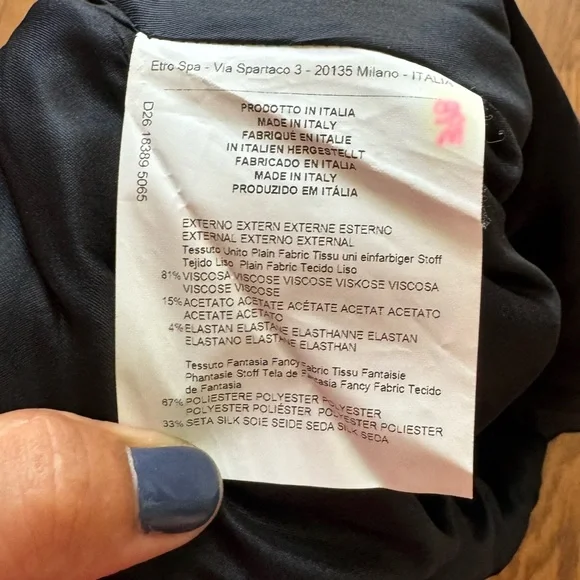 Etro Spa - Via Spartaco 3 - 20135 Milano - ITALIA
D26 18389 5065
PRODOTTO IN ITALIA
MADE IN ITALY
FABRIQUÉ EN ITALIE
IN ITALIEN HERGESTELLT
FABRICADO EN ITALIA
MADE IN ITALY
PRODUZIDO EM ITÁLIA
EXTERNO EXTERN EXTERNE ESTERNO
EXTERNAL EXTERNO EXTERNAL
Tessuto Unito Plain Fabric Tissu uni einfarbiger Stoff
Tejido Liso Plain Fabric Tecido Liso
81% VISCOSA VISCOSE VISCOSE VISKOSE VISCOSA
VISCOSE VISCOSE
15% ACETATO ACETATE ACÉTATE ACETAT ACETATO
ACETATE ACETATO
4% ELASTAN ELASTANE ELASTHANNE ELASTAN
ELASTANO ELASTANE ELASTHAN
Tessuto Fantasia Fancy Fabric Tissu Fantaisie
Phantasie Stoff Tela de Fantasia Fancy Fabric Tecido
de Fantasia
67% POLIESTERE POLYESTER POLYESTER
POLYESTER POLIÉSTER POLYESTER POLIESTER
33% SETA SILK SOIE SEIDE SEDA SILK SEDA